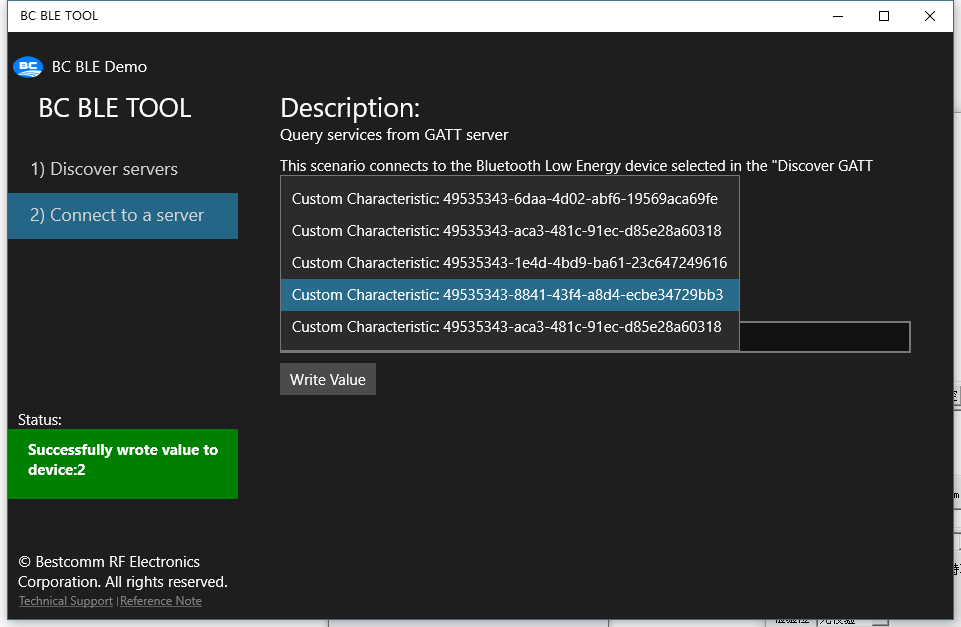 BC BLE TOOL
BC BLE Demo
BC BLE TOOL
1) Discover servers
2) Connect to a server
Description:
Query services from GATT server
This scenario connects to the Bluetooth Low Energy device selected in the "Discover GATT
Custom Characteristic: 49535343-6daa-4d02-abf6-19569aca69fe
Custom Characteristic: 49535343-aca3-481c-91ec-d85e28a60318
Custom Characteristic: 49535343-1e4d-4bd9-ba61-23c647249616
Custom Characteristic: 49535343-8841-43f4-a8d4-ecbe34729bb3
Custom Characteristic: 49535343-aca3-481c-91ec-d85e28a60318
Write Value
Status:
Successfully wrote value to
device:2
© Bestcomm RF Electronics
Corporation. All rights reserved.
Technical Support | Reference Note